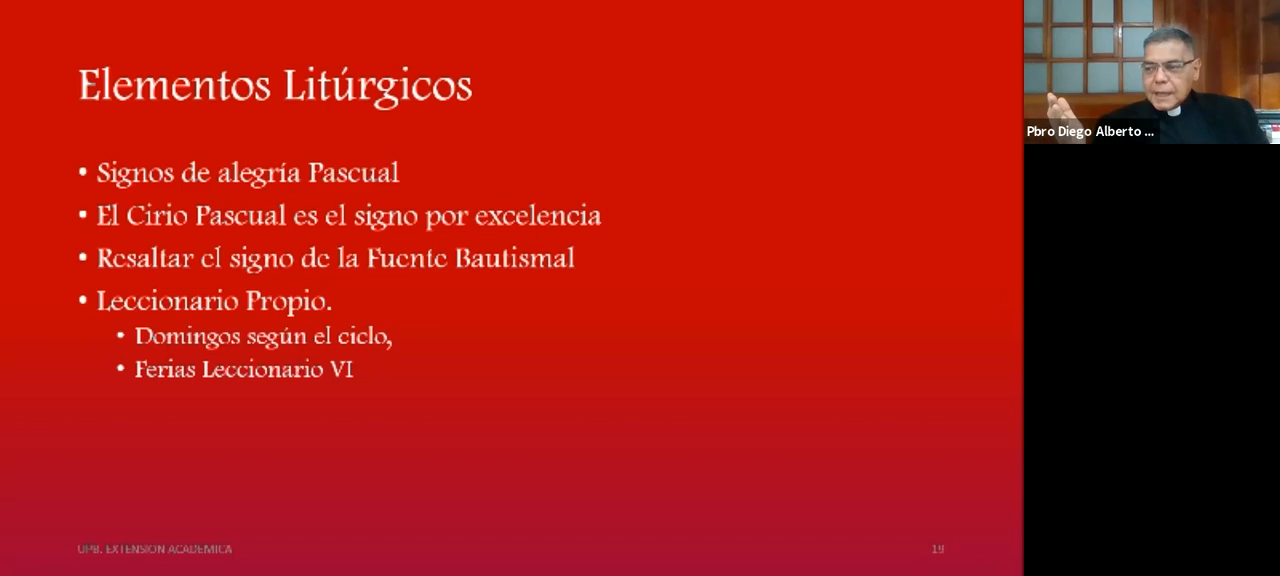 Elementos Litúrgicos
• Signos de alegría Pascual
• El Cirio Pascual es el signo por excelencia
• Resaltar el signo de la Fuente Bautismal
• Leccionario Propio.
• Domingos según el ciclo,
• Ferias Leccionario VI
UPB. EXTENSION ACADEMICA
19
Pbro Diego Alberto ...